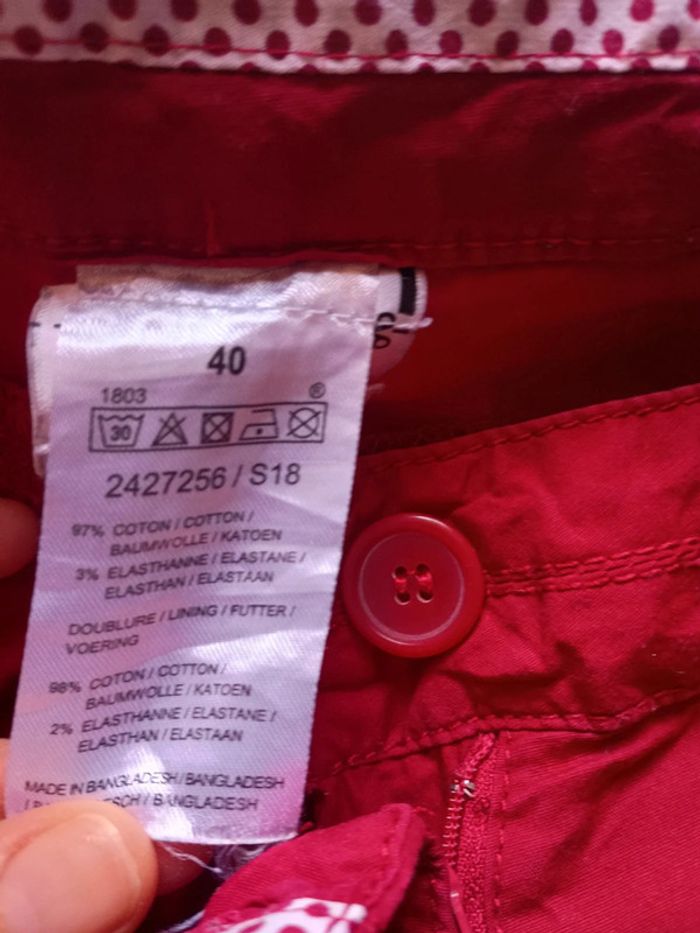 40
1803 ®
30
2427256 / S18
97% COTON / COTTON /
BAUMWOLLE / KATOEN
3% ELASTHANNE / ELASTANE /
ELASTHAN / ELASTAAN
DOUBLURE / LINING / FUTTER /
VOERING
98% COTON / COTTON /
BAUMWOLLE / KATOEN
2% ELASTHANNE / ELASTANE /
ELASTHAN / ELASTAAN
MADE IN BANGLADESH / BANGLADESH
/ BANGLADESH